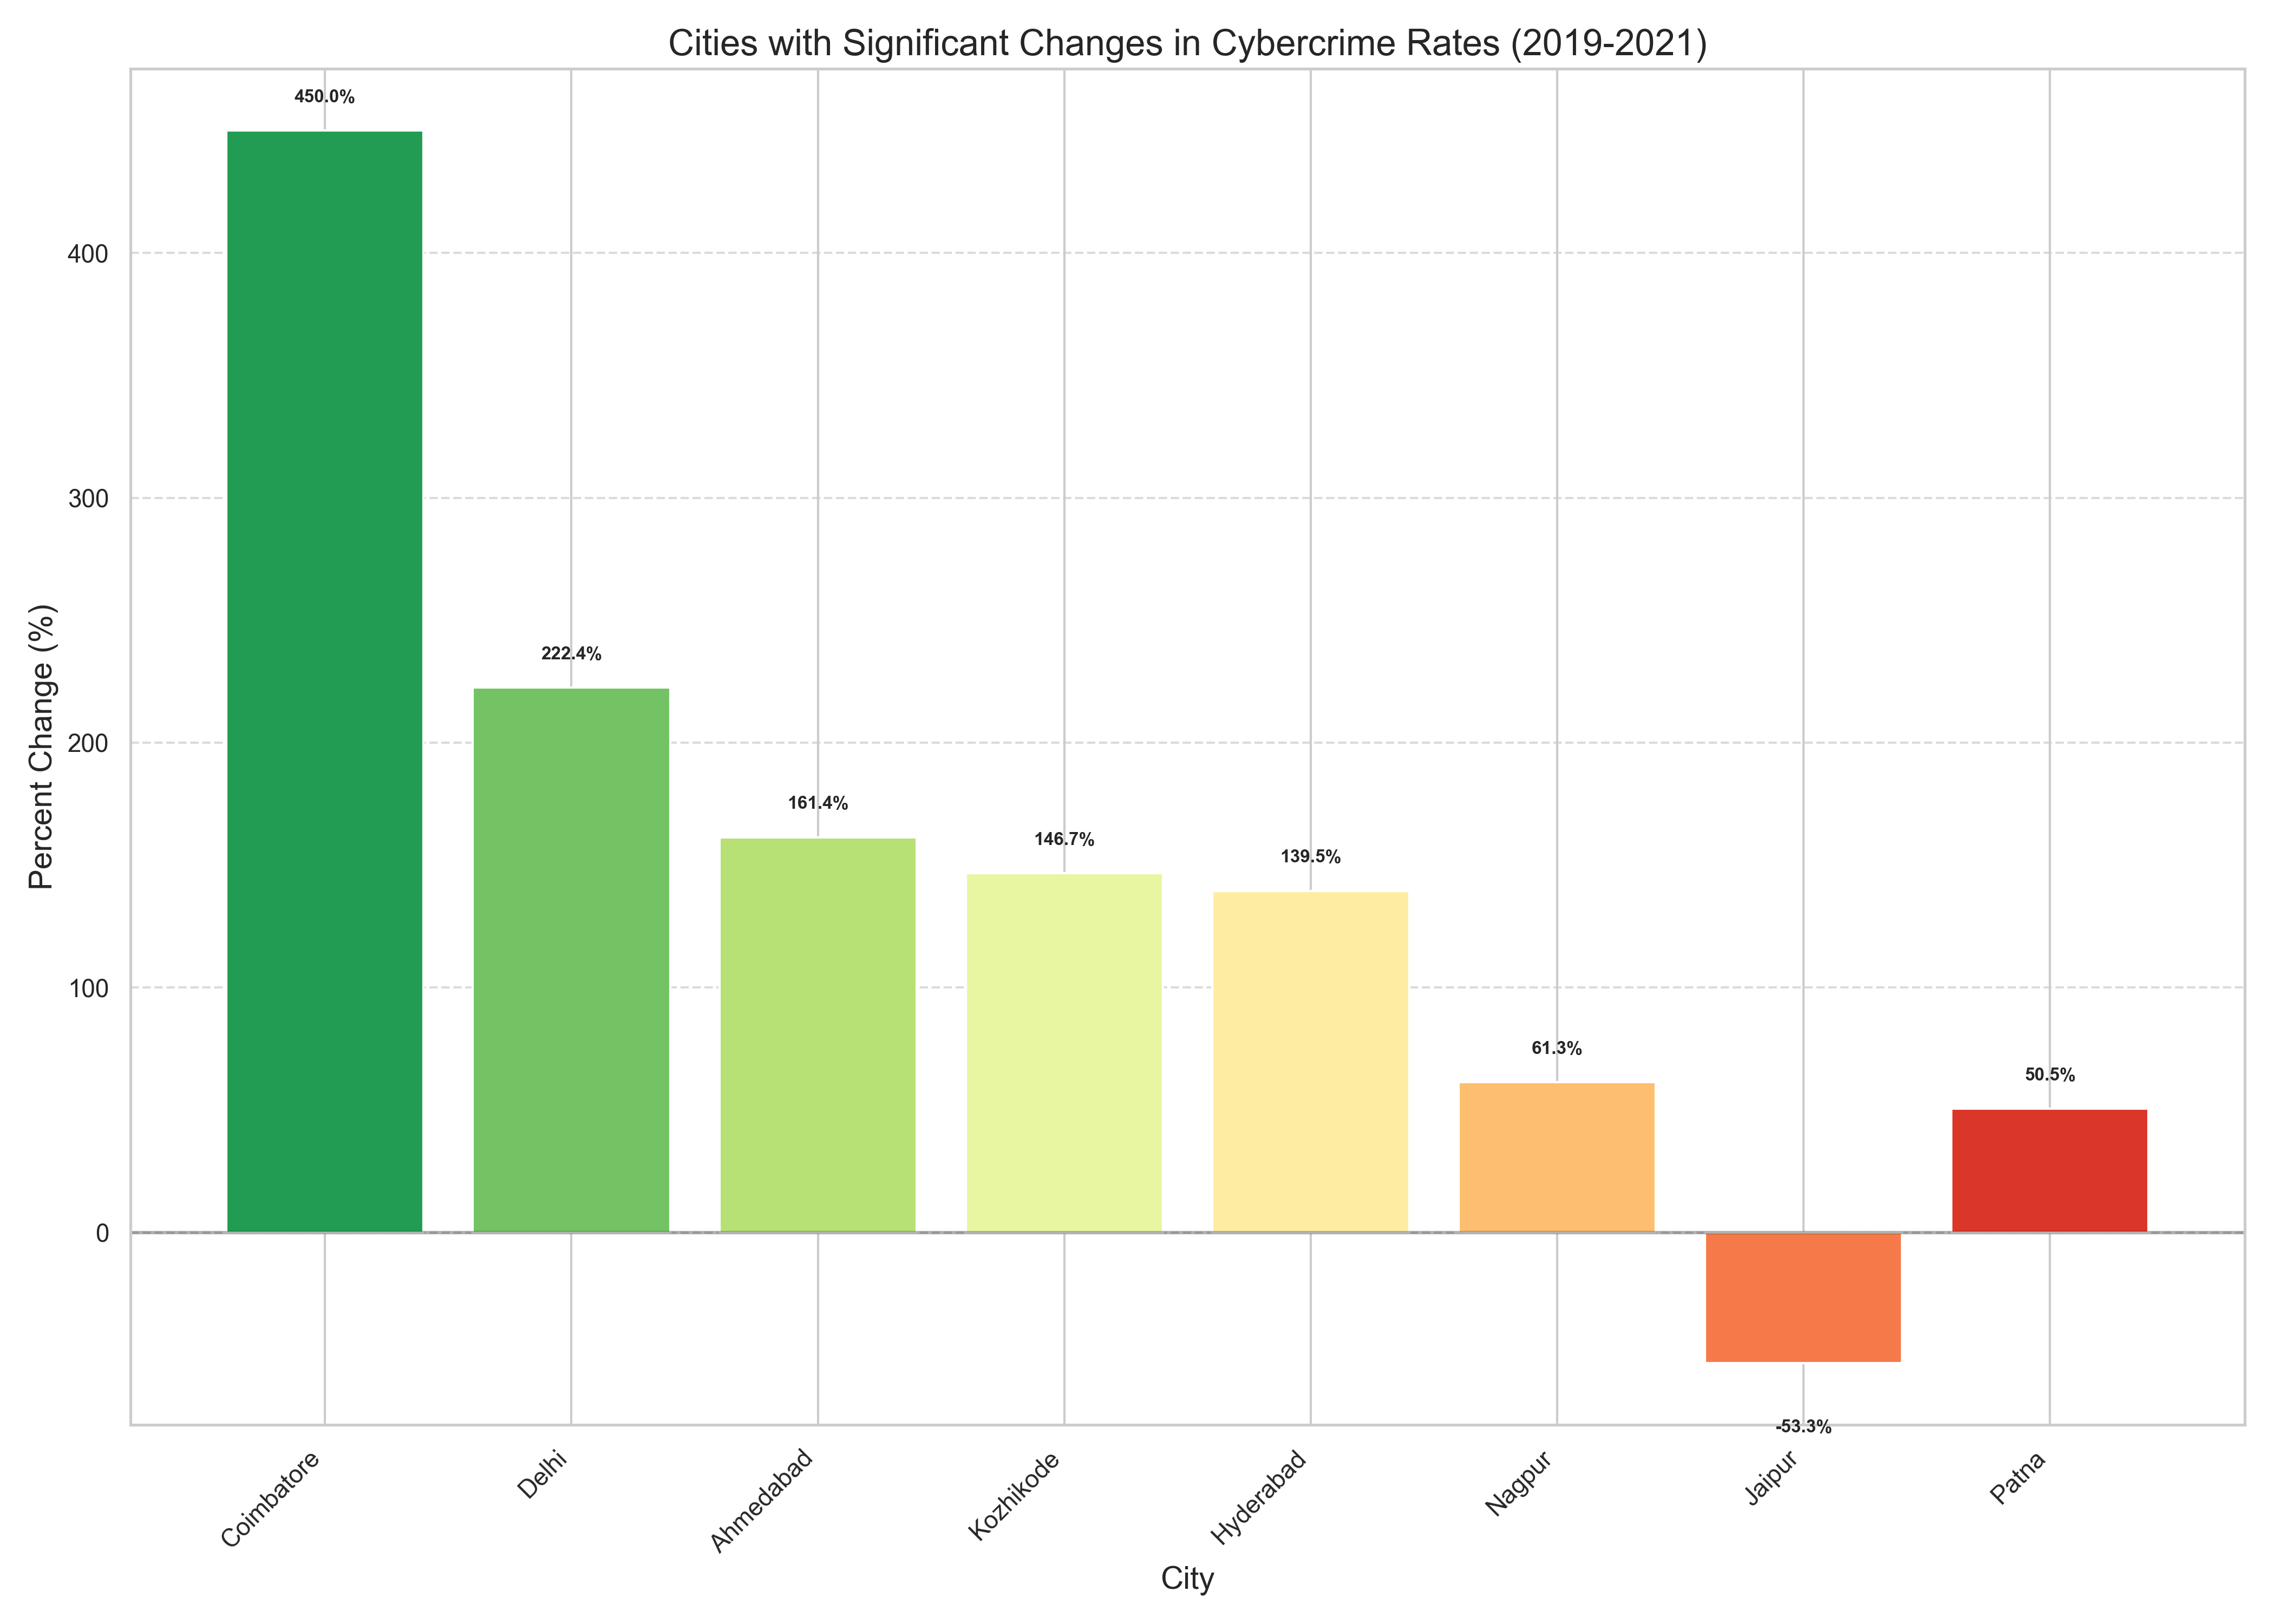 Cities with Significant Changes in Cybercrime Rates (2019-2021)
Percent Change (%)
400
300
200
100
0
450.0%
222.4%
161.4%
146.7%
139.5%
61.3%
-53.3%
50.5%
Coimbatore
Delhi
Ahmedabad
Kozhikode
Hyderabad
Nagpur
Jaipur
Patna
City